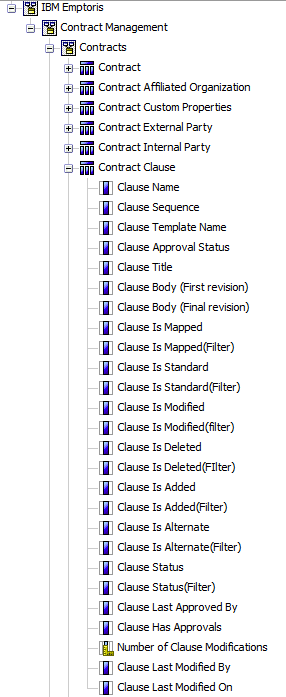 IBM Emptoris
Contract Management
Contracts
Contract
Contract Affiliated Organization
Contract Custom Properties
Contract External Party
Contract Internal Party
Contract Clause
Clause Name
Clause Sequence
Clause Template Name
Clause Approval Status
Clause Title
Clause Body (First revision)
Clause Body (Final revision)
Clause Is Mapped
Clause Is Mapped(Filter)
Clause Is Standard
Clause Is Standard(Filter)
Clause Is Modified
Clause Is Modified(filter)
Clause Is Deleted
Clause Is Deleted(FIlter)
Clause Is Added
Clause Is Added(Filter)
Clause Is Alternate
Clause Is Alternate(Filter)
Clause Status
Clause Status(Filter)
Clause Last Approved By
Clause Has Approvals
Number of Clause Modifications
Clause Last Modified By
Clause Last Modified On